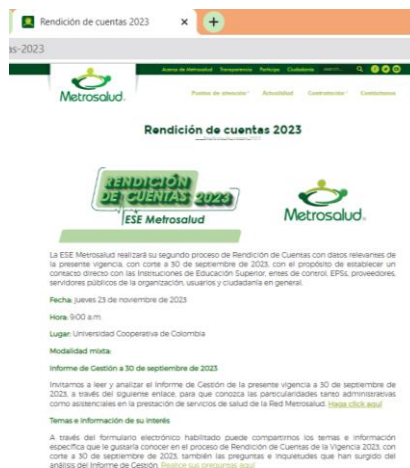 Rendición de cuentas 2023
as-2023
Acerca de Metrosalud Transparencia Participa Ciudadanía
Metrosalud.
Puntos de atención Actualidad Contratación Contáctanos
Rendición de cuentas 2023
RENDICIÓN
DE CUENTAS 2023
ESE Metrosalud
Metrosalud.
La ESE Metrosalud realizará su segundo proceso de Rendición de Cuentas con datos relevantes de
la presente vigencia, con corte a 30 de septiembre de 2023, con el propósito de establecer un
contacto directo con las Instituciones de Educación Superior, entes de control, EPSs, proveedores,
servidores públicos de la organización, usuarios y ciudadanía en general.
Fecha: jueves 23 de noviembre de 2023
Hora: 9:00 a.m.
Lugar: Universidad Cooperativa de Colombia
Modalidad mixta:
Informe de Gestión a 30 de septiembre de 2023
Invitamos a leer y analizar el Informe de Gestión de la presente vigencia a 30 de septiembre de
2023, a través del siguiente enlace, para que conozca las particularidades tanto administrativas
como asistenciales en la prestación de servicios de salud de la Red Metrosalud. Haga click aquí
Temas e información de su interés
A través del formulario electrónico habilitado puede compartirnos los temas e información
específica que le gustaría conocer en el proceso de Rendición de Cuentas de la Vigencia 2023, con
corte a 30 de septiembre de 2023, también las preguntas e inquietudes que han surgido del
análisis del Informe de Gestión. Realice sus preguntas aquí